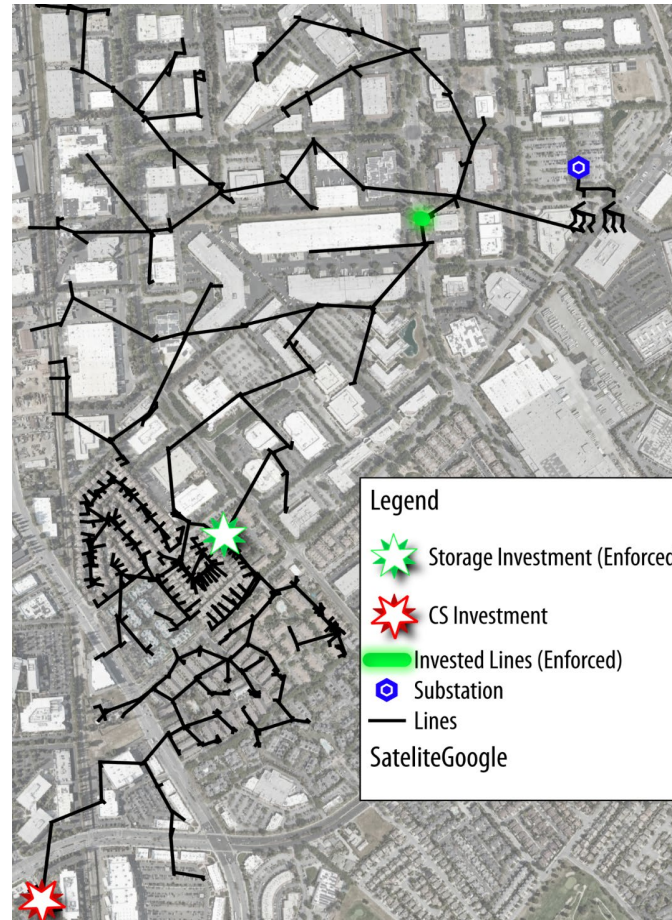 Legend
Storage Investment (Enforced
CS Investment
Invested Lines (Enforced)
Substation
Lines
SateliteGoogle